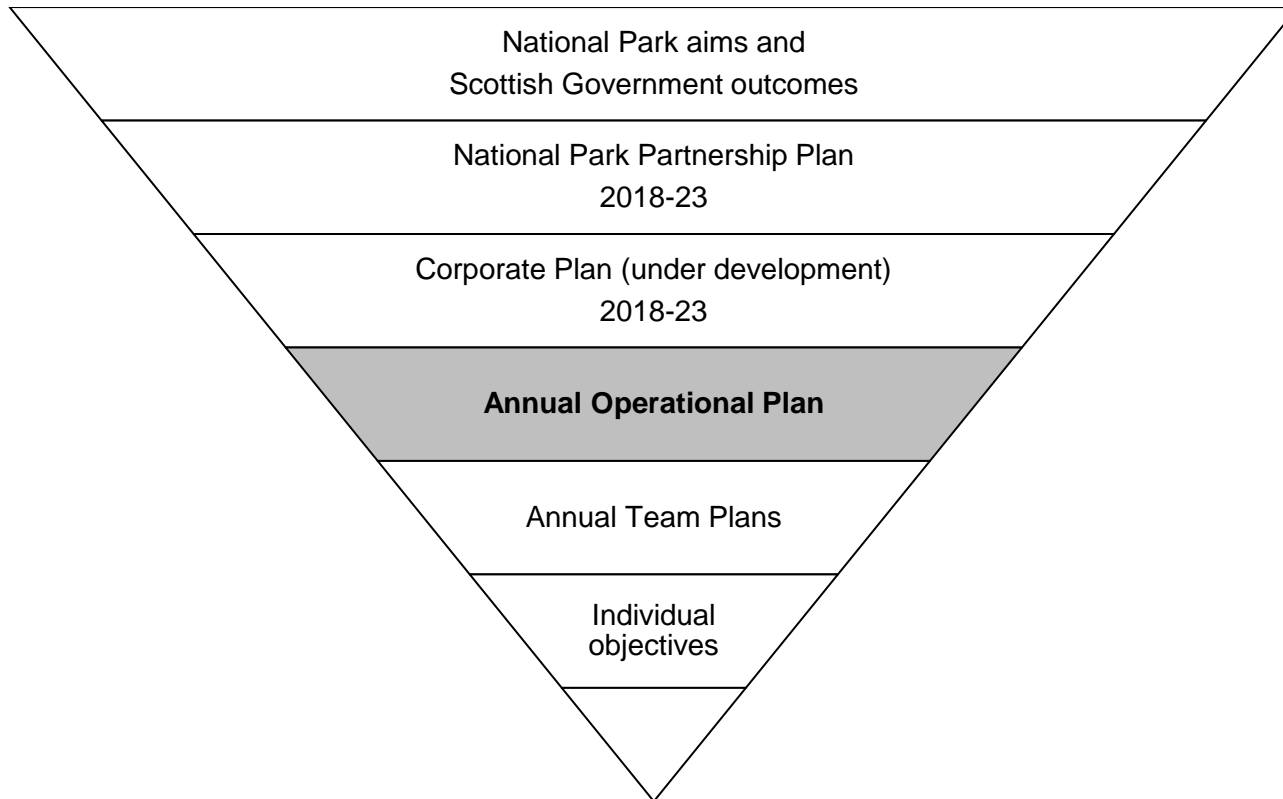 National Park aims and
Scottish Government outcomes
National Park Partnership Plan
2018-23
Corporate Plan (under development)
2018-23
Annual Operational Plan
Annual Team Plans
Individual
objectives